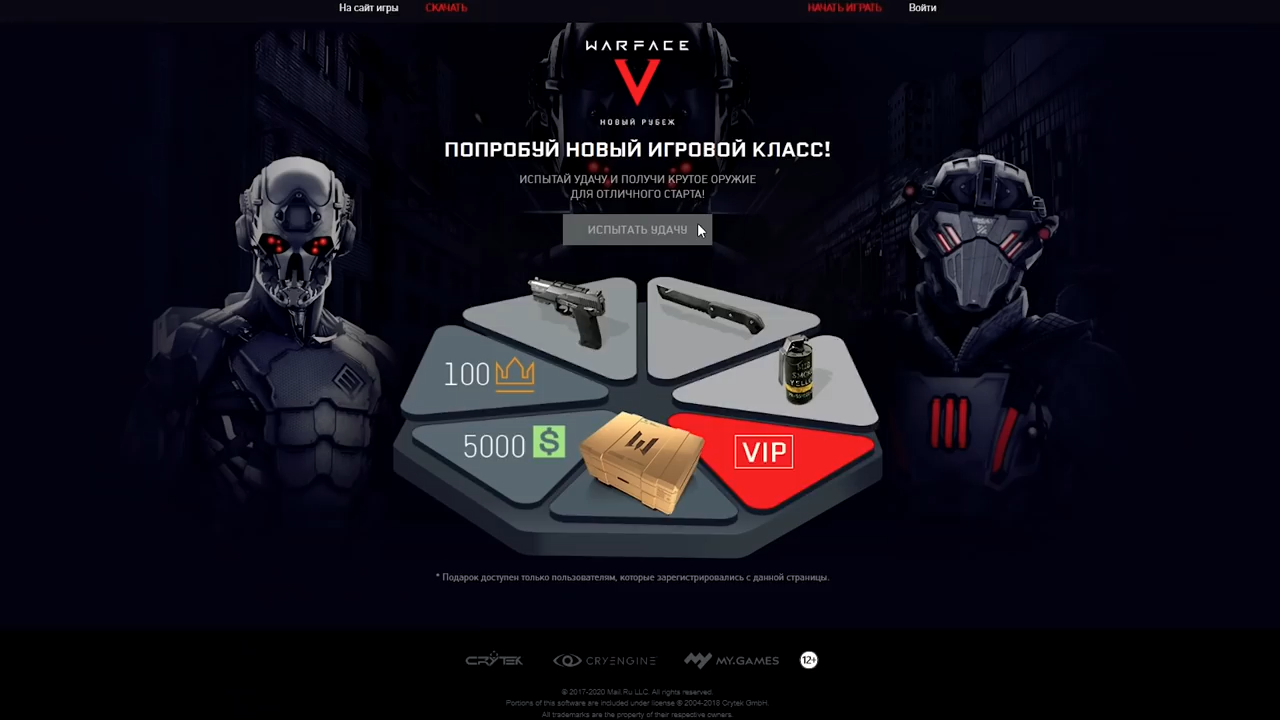 На сайт игры
СКАЧАТЬ
НАЧАТЬ ИГРАТЬ
Войти
WARFACE
НОВЫЙ РУБЕЖ
ПОПРОБУЙ НОВЫЙ ИГРОВОЙ КЛАСС!
ИСПЫТАЙ УДАЧУ И ПОЛУЧИ КРУТОЕ ОРУЖИЕ
ДЛЯ ОТЛИЧНОГО СТАРТА!
ИСПЫТАТЬ УДАЧУ
100
SMOKE
YELLOW
5000 $
VIP
* Подарок доступен только пользователям, которые зарегистрировались с данной страницы.
CRYTEK
CRYENGINE
MY.GAMES
12+
© 2017-2020 Mail.Ru LLC. All rights reserved.
Portions of this software are included under license © 2004-2018 Crytek GmbH.
All trademarks are the property of their respective owners.